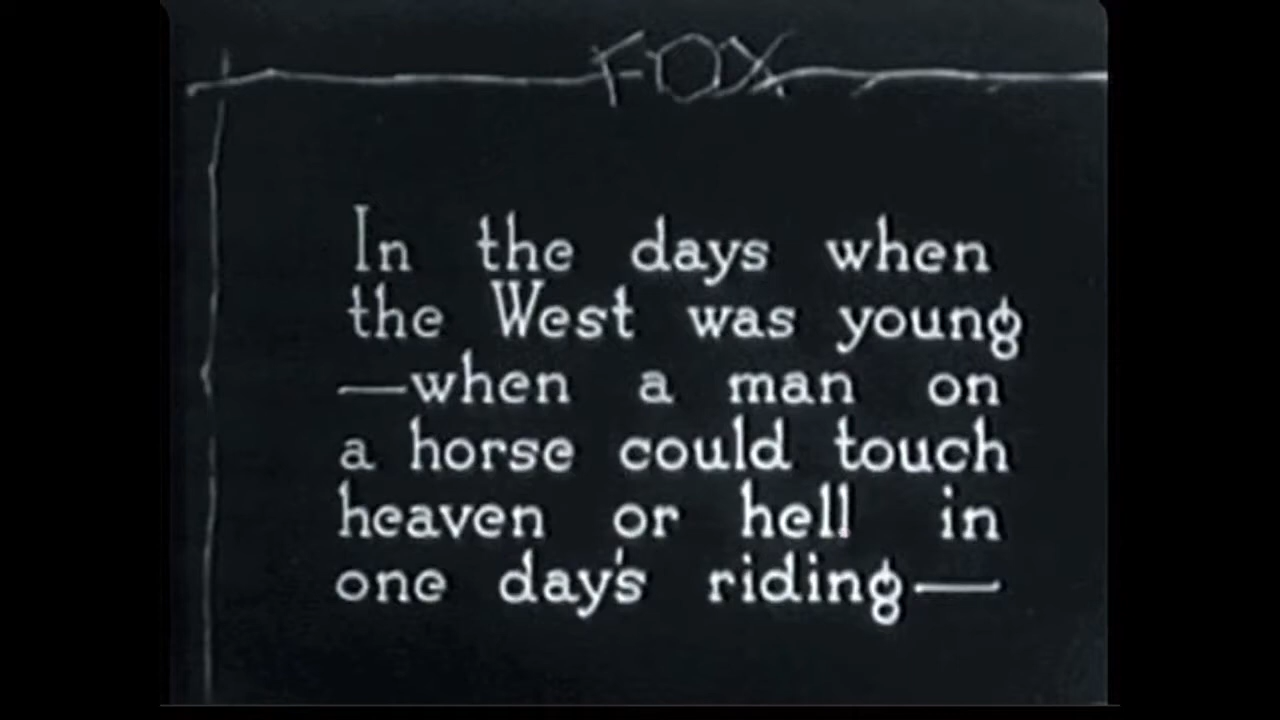 FOX
In the days when
the West was young
—when a man on
a horse could touch
heaven or hell in
one day's riding—